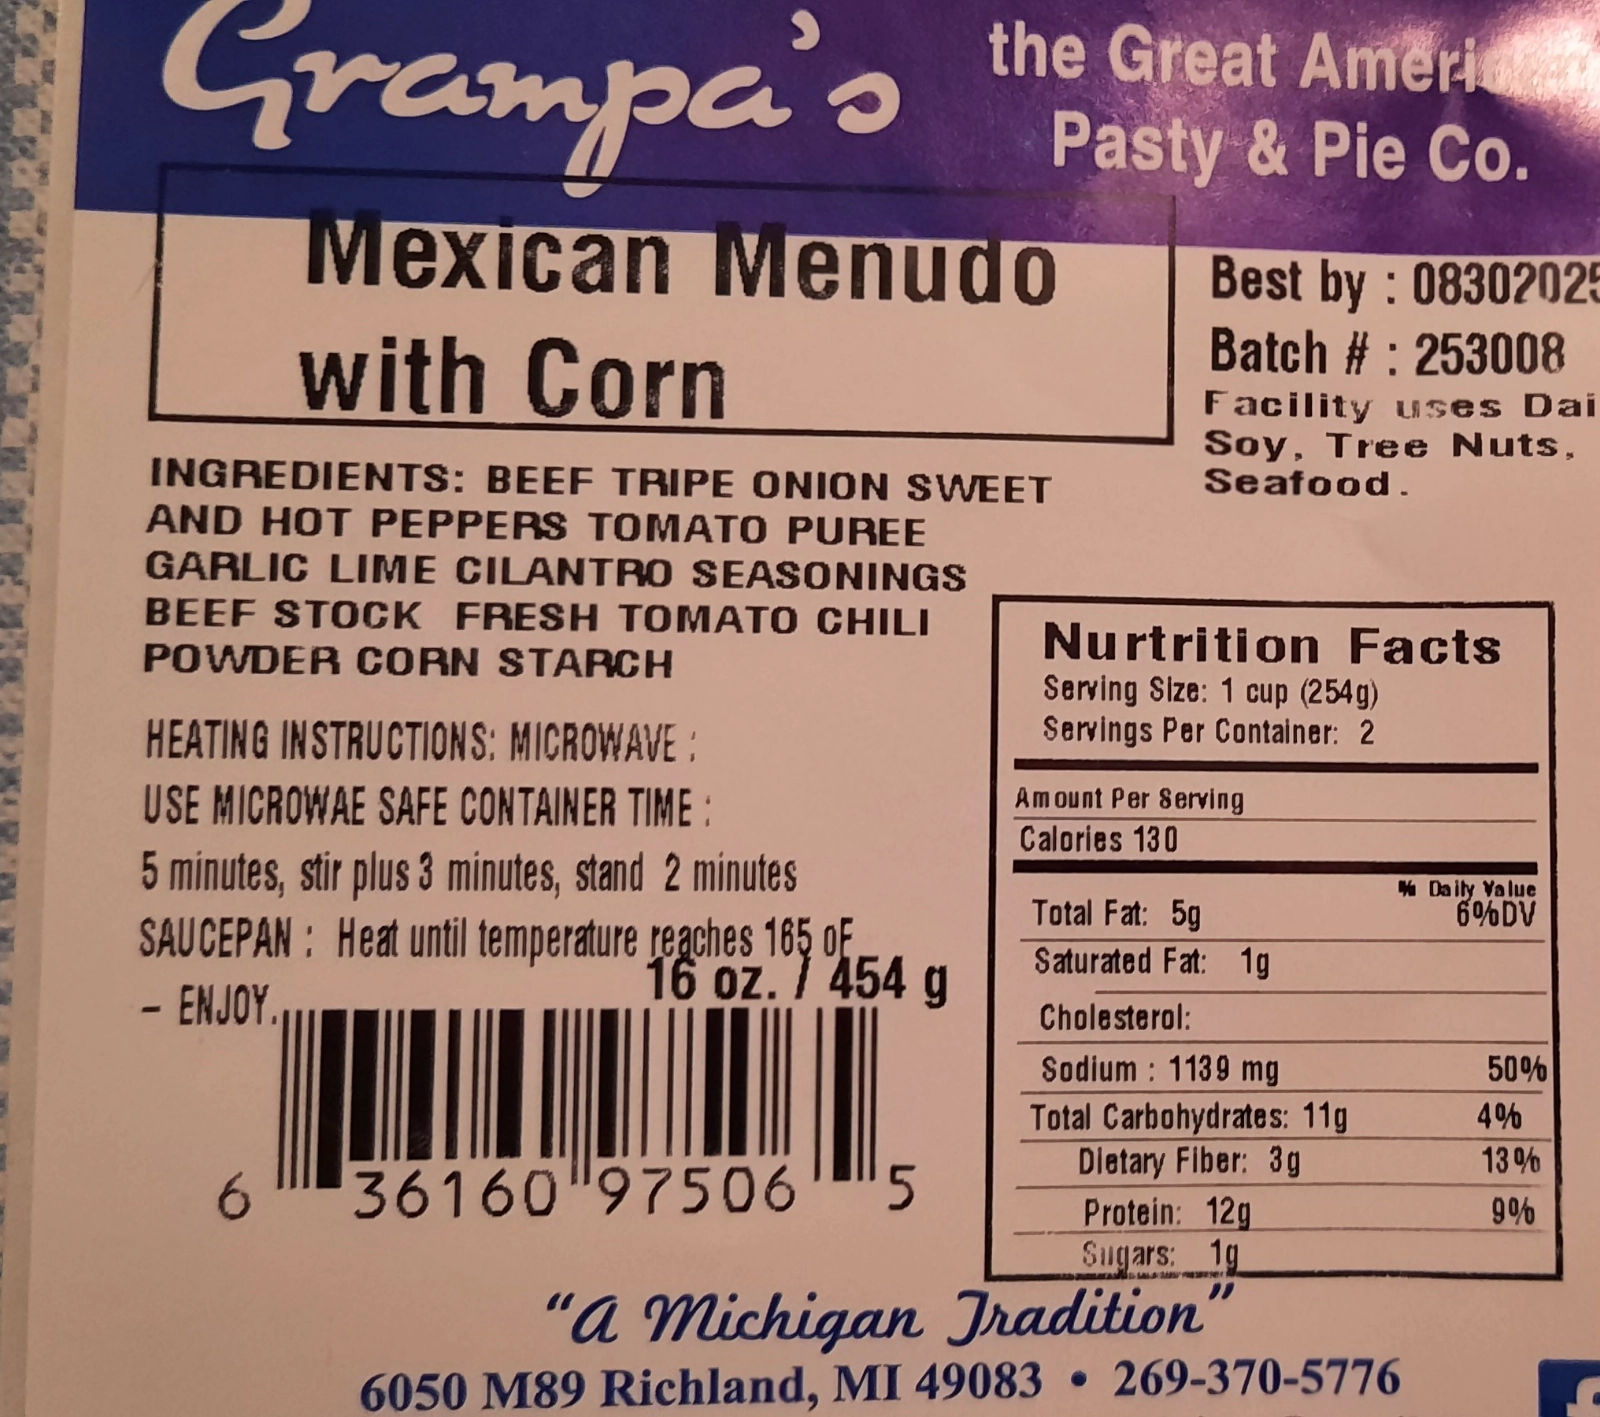 Grampa's
the Great
Pasty & Pie Co.
Mexican Menudo
with Corn
Best by : 08302025
Batch # : 253008
Facility uses
Soy, Tree Nuts,
Seafood.
INGREDIENTS: BEEF TRIPE ONION SWEET
AND HOT PEPPERS TOMATO PUREE
GARLIC LIME CILANTRO SEASONINGS
BEEF STOCK FRESH TOMATO CHILI
POWDER CORN STARCH
HEATING INSTRUCTIONS: MICROWAVE :
USE MICROWAE SAFE CONTAINER TIME :
5 minutes, stir plus 3 minutes, stand 2 minutes
SAUCEPAN : Heat until temperature reaches 165 oF
- ENJOY.
16 oz. / 454 g
6 36160 97506 5
Nurtrition Facts
Serving Size: 1 cup (254g)
Servings Per Container: 2
Amount Per Serving
Calories 130
% Daily Value
Total Fat: 5g 6%DV
Saturated Fat: 1g
Cholesterol:
Sodium : 1139 mg 50%
Total Carbohydrates: 11g 4%
Dietary Fiber: 3g 13%
Protein: 12g 9%
Sugars: 1g
"A Michigan Tradition"
6050 M89 Richland, MI 49083 • 269-370-5776